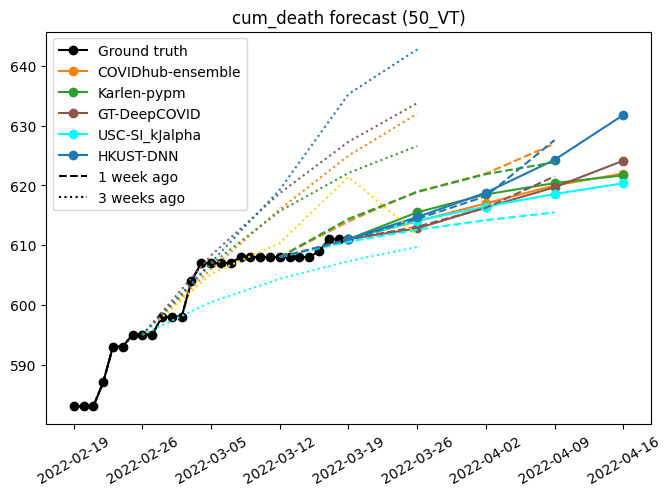 cum_death forecast (50_VT)
Ground truth
COVIDhub-ensemble
Karlen-pypm
GT-DeepCOVID
USC-SI_kJalpha
HKUST-DNN
1 week ago
3 weeks ago
640
630
620
610
600
590
2022-02-19
2022-02-26
2022-03-05
2022-03-12
2022-03-19
2022-03-26
2022-04-02
2022-04-09
2022-04-16